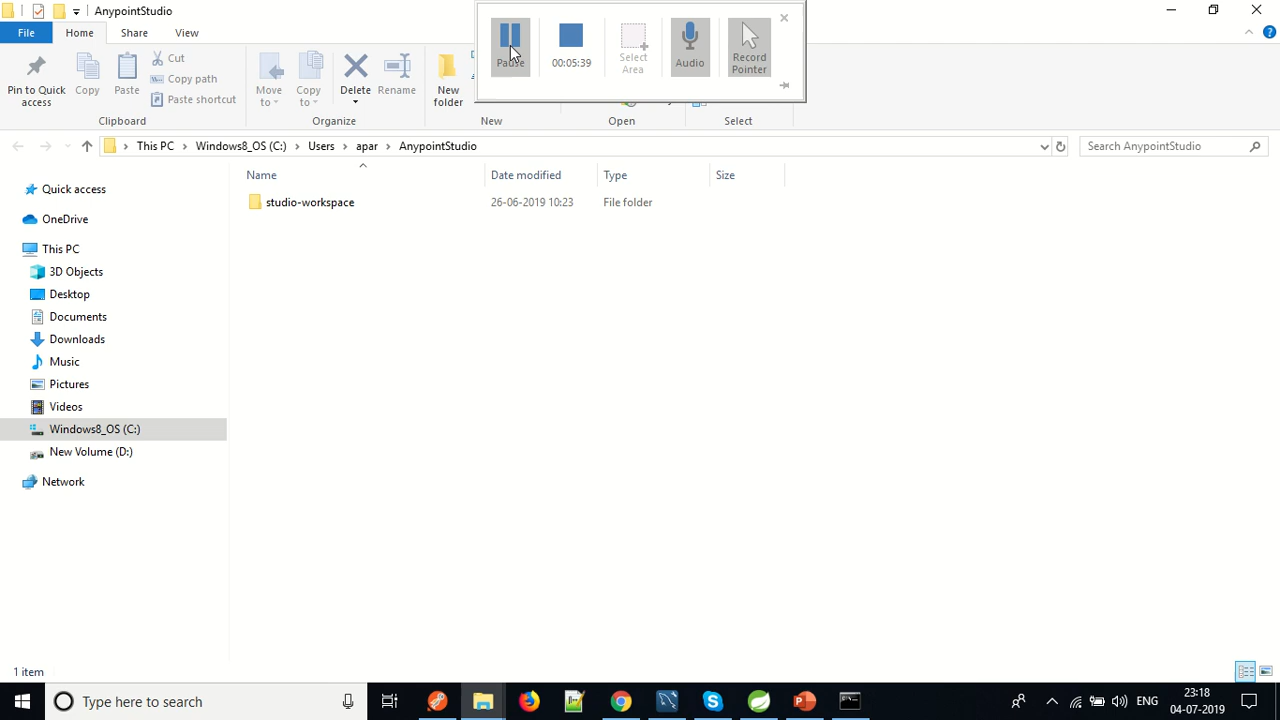 AnypointStudio
File
Home
Share
View
Pause
00:05:39
Select Area
Audio
Record Pointer
Pin to Quick access
Copy
Paste
Cut
Copy path
Paste shortcut
Move to
Copy to
Delete
Rename
New folder
Clipboard
Organize
New
Open
Select
This PC > Windows8_OS (C:) > Users > apar > AnypointStudio
Search AnypointStudio
Name
Date modified
Type
Size
studio-workspace
26-06-2019 10:23
File folder
Quick access
OneDrive
This PC
3D Objects
Desktop
Documents
Downloads
Music
Pictures
Videos
Windows8_OS (C:)
New Volume (D:)
Network
1 item
Type here to search
ENG
23:18
04-07-2019